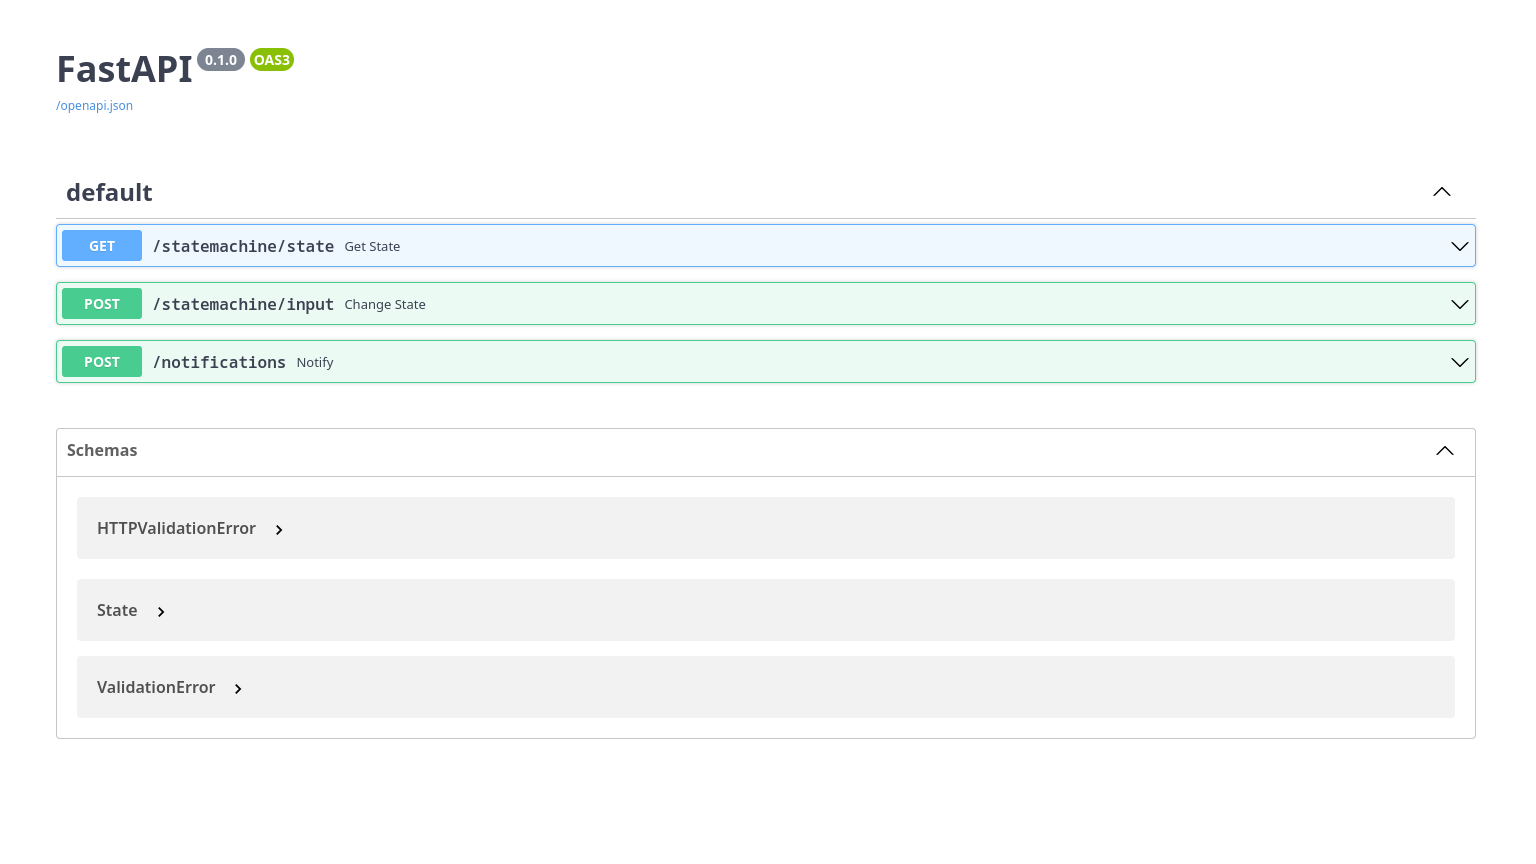 FastAPI 0.1.0 OAS3
/openapi.json
default
GET /statemachine/state Get State
POST /statemachine/input Change State
POST /notifications Notify
Schemas
HTTPValidationError
State
ValidationError